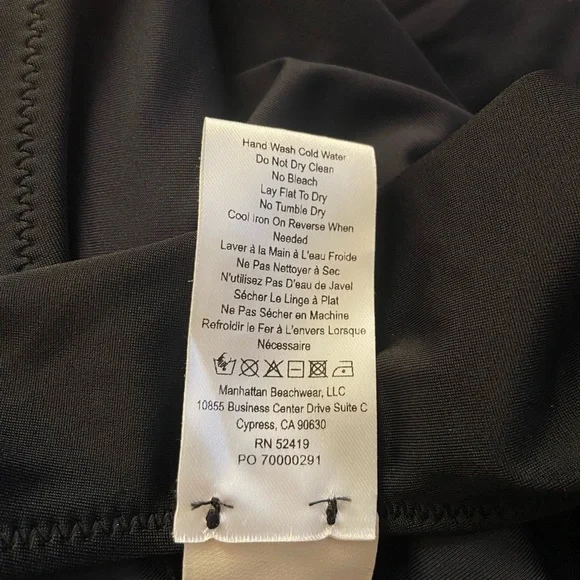 Hand Wash Cold Water
Do Not Dry Clean
No Bleach
Lay Flat To Dry
No Tumble Dry
Cool Iron On Reverse When
Needed
Laver à la Main à L'eau Froide
Ne Pas Nettoyer à Sec
N'utilisez Pas D'eau de Javel
Sécher Le Linge à Plat
Ne Pas Sécher en Machine
Refroidir le Fer à L'envers Lorsque
Nécessaire
Manhattan Beachwear, LLC
10855 Business Center Drive Suite C
Cypress, CA 90630
RN 52419
PO 70000291